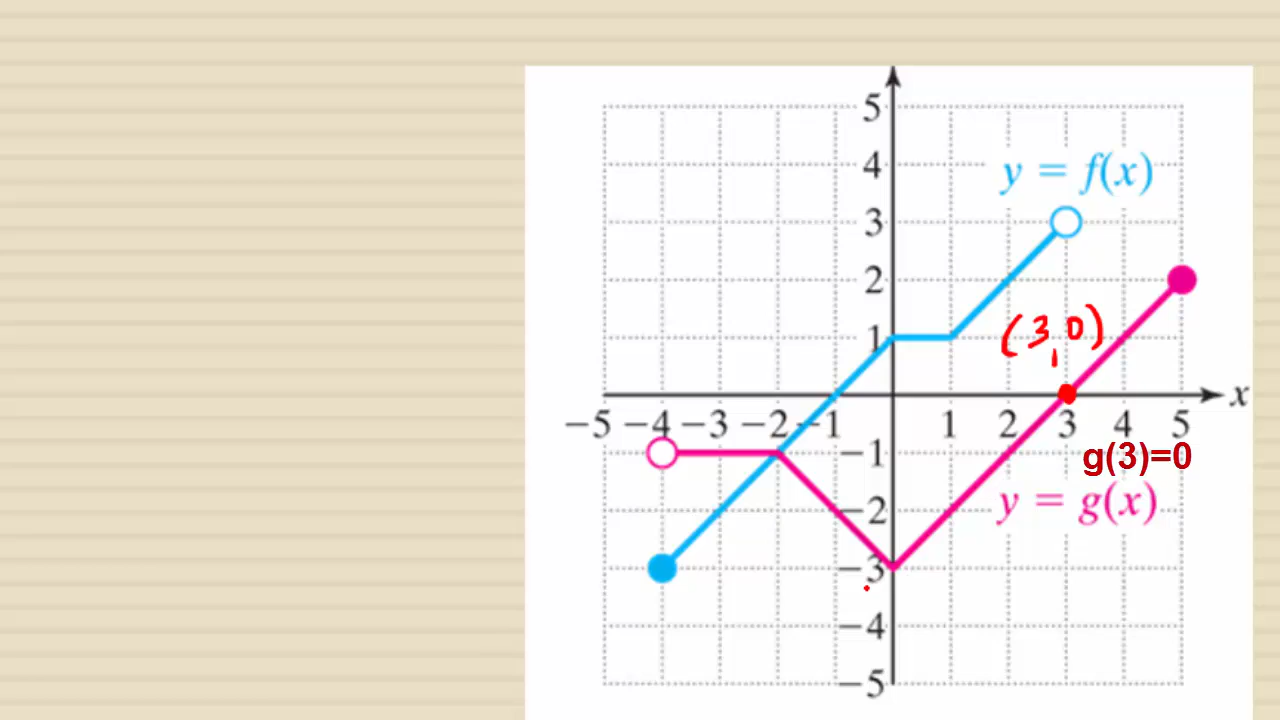 5
4
y = f(x)
3
2
(3,0)
1
x
−5 −4 −3 −2 −1 1 2 3 4 5
−1
g(3)=0
−2
y = g(x)
−3
−4
−5